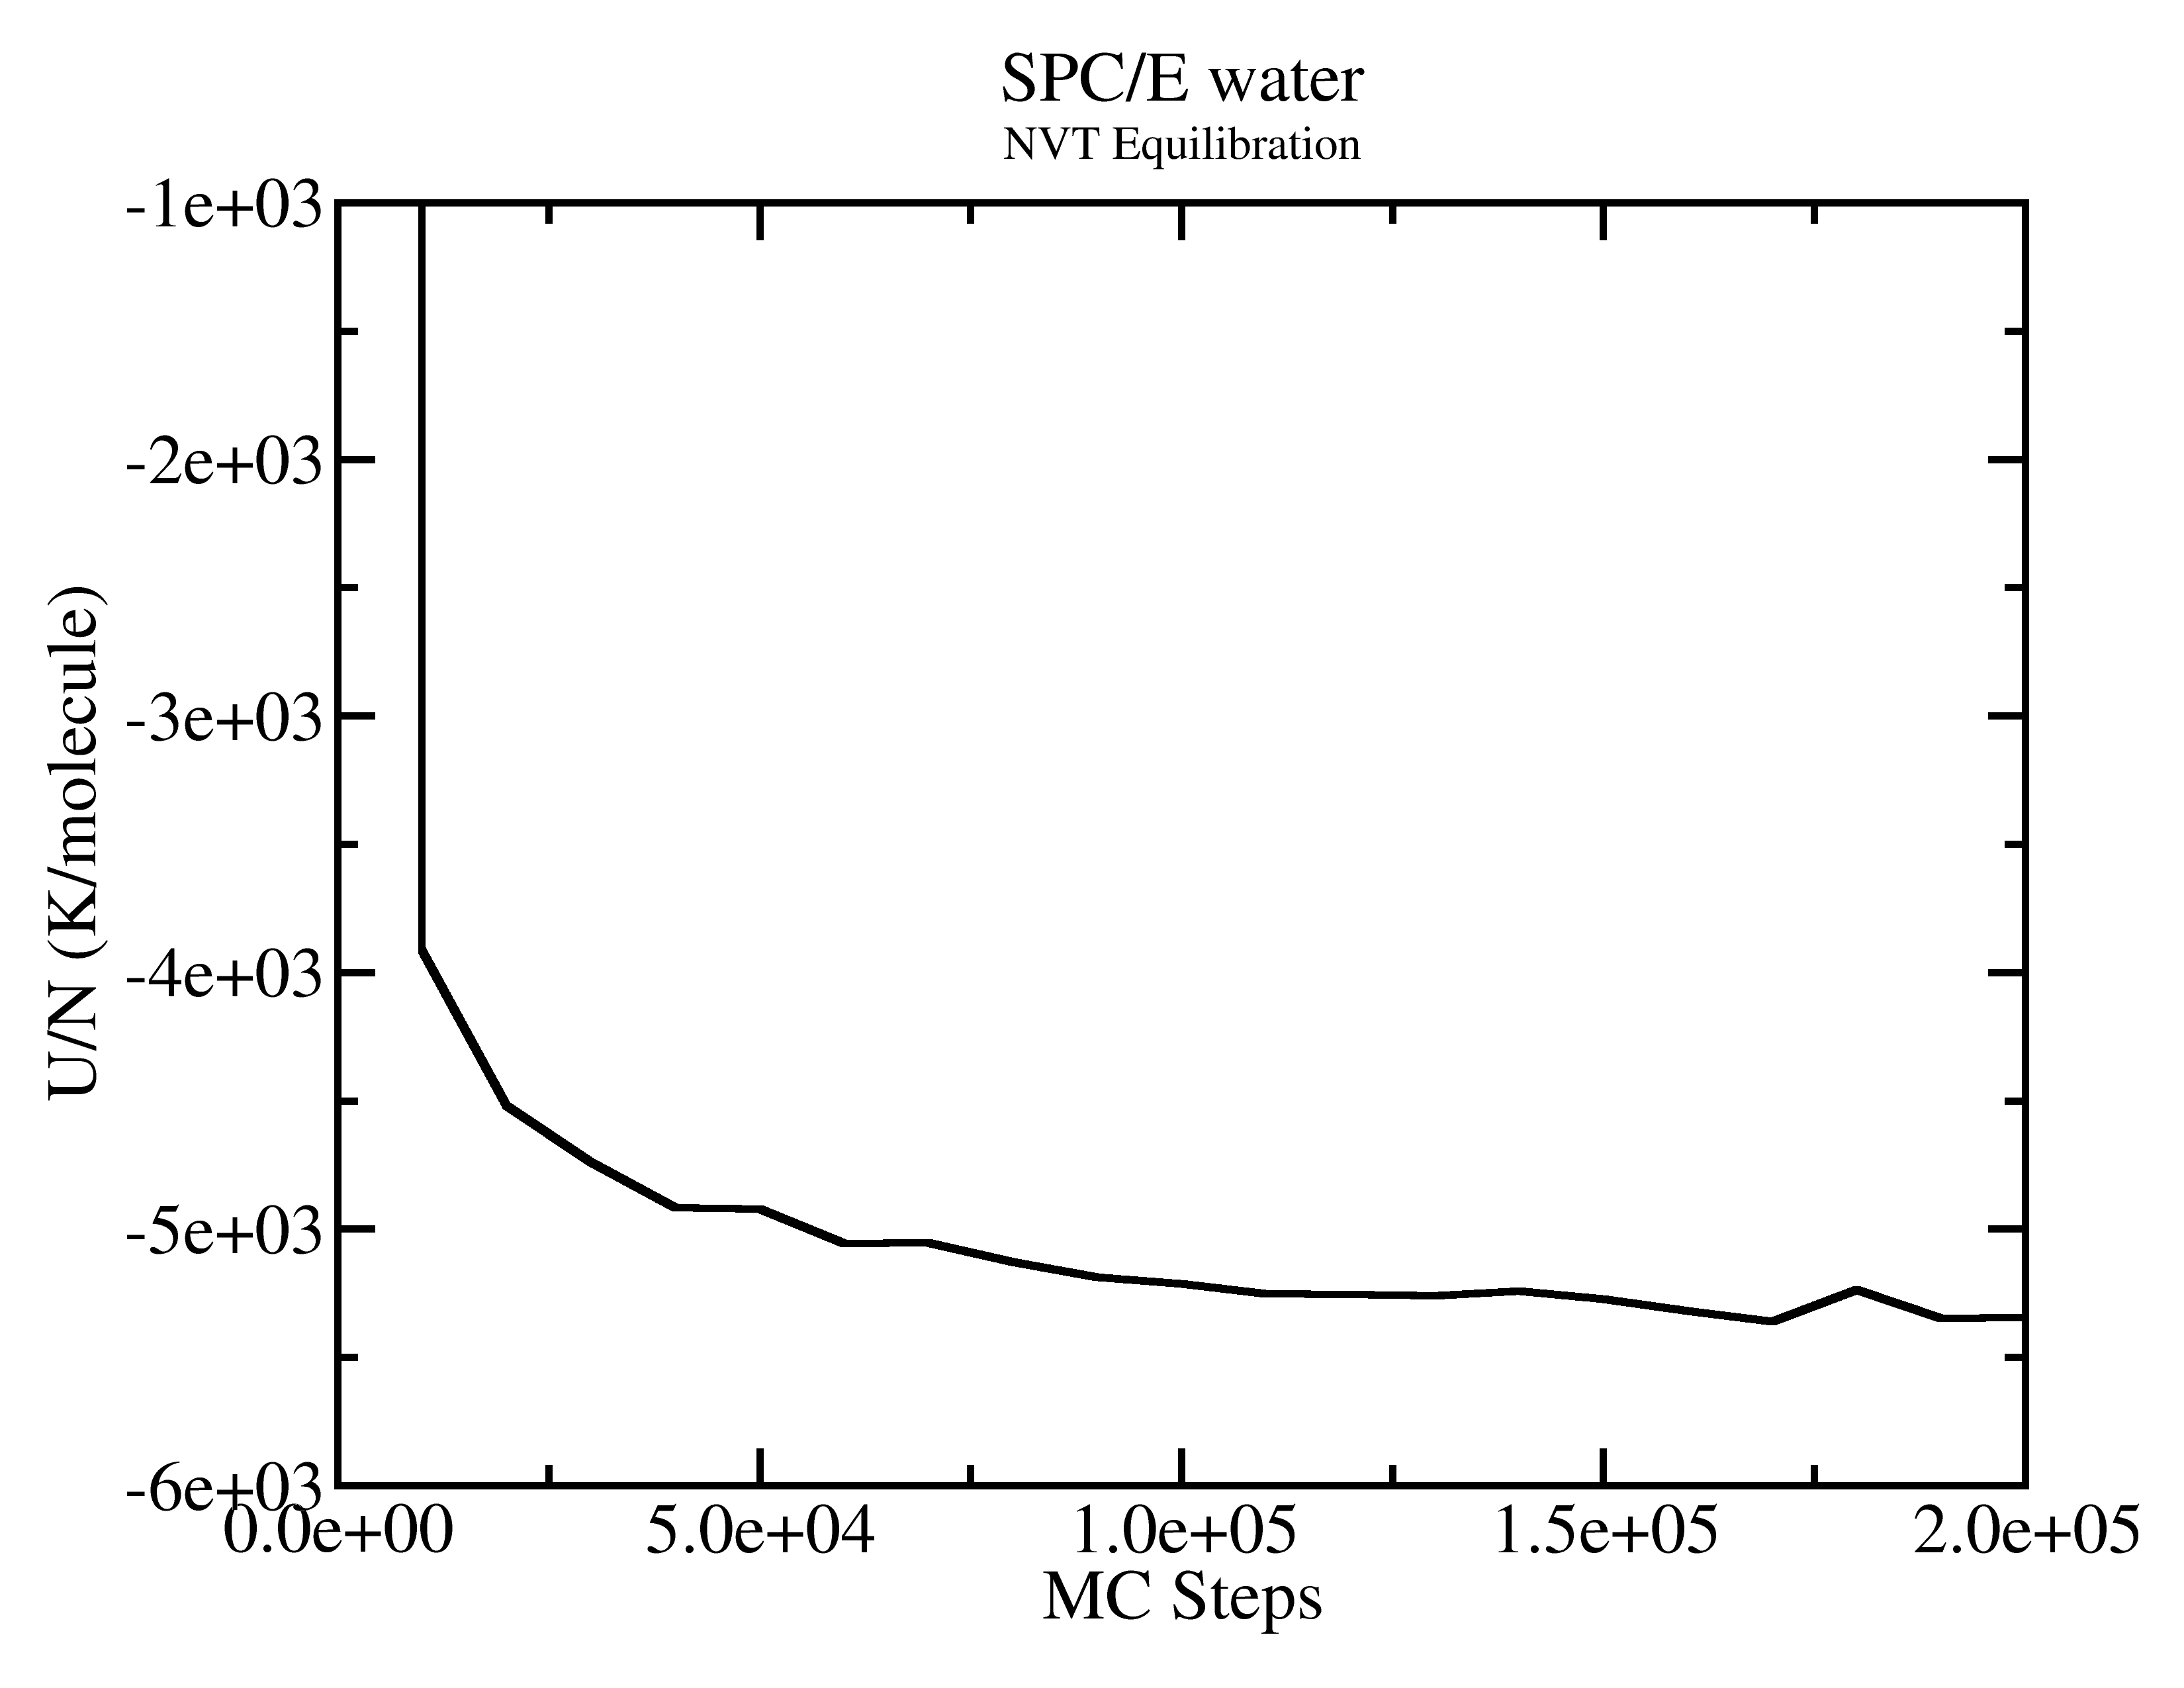 SPC/E water
NVT Equilibration
-1e+03
-2e+03
-3e+03
-4e+03
-5e+03
-6e+03
U/N (K/molecule)
0.0e+00 5.0e+04 1.0e+05 1.5e+05 2.0e+05
MC Steps